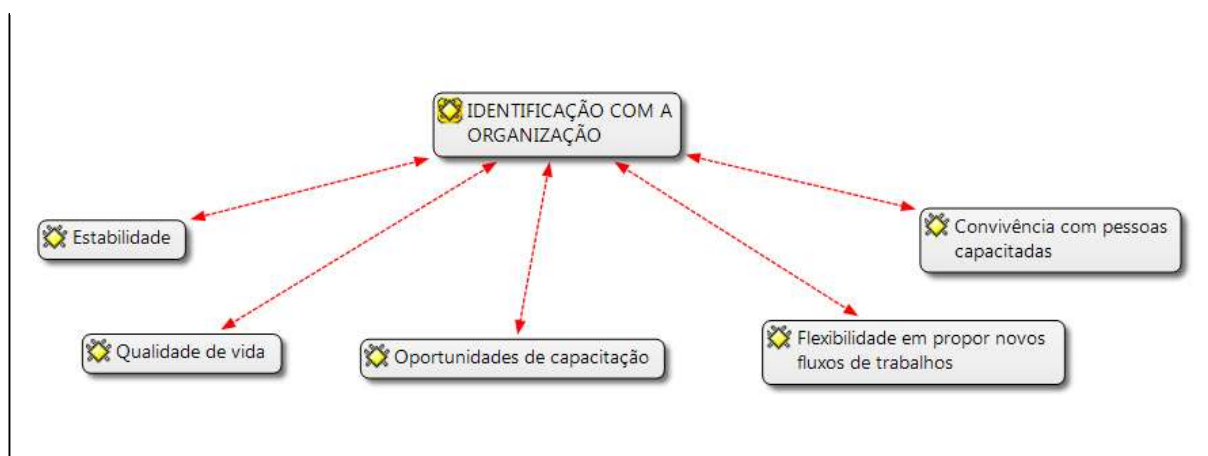 IDENTIFICAÇÃO COM A
ORGANIZAÇÃO
Estabilidade
Convivência com pessoas
capacitadas
Qualidade de vida
Oportunidades de capacitação
Flexibilidade em propor novos
fluxos de trabalhos